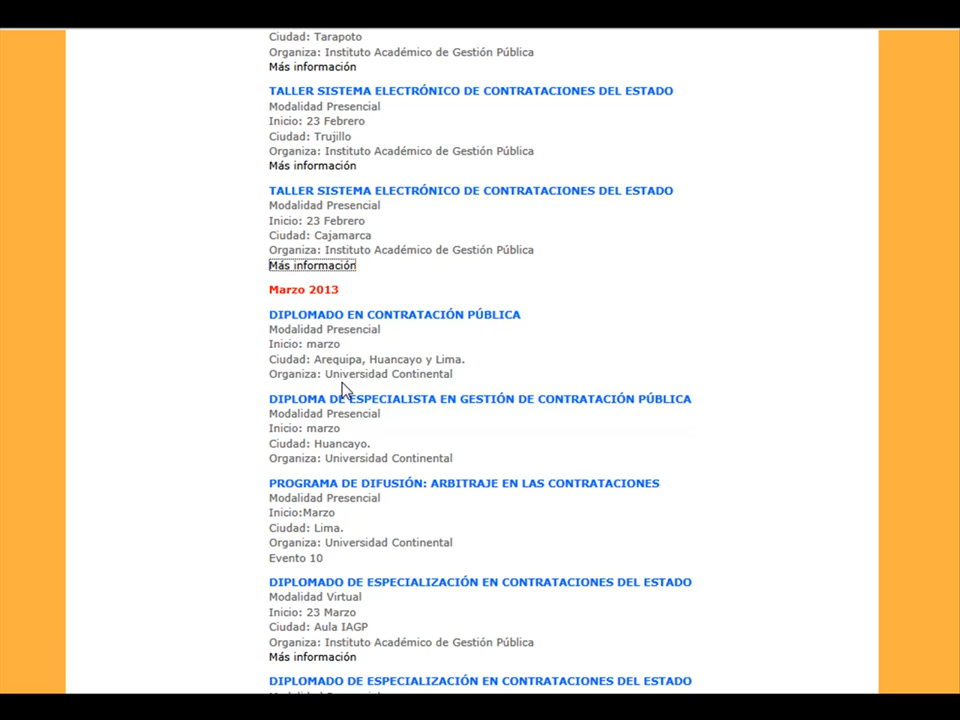 Ciudad: Tarapoto
Organiza: Instituto Académico de Gestión Pública
Más información
TALLER SISTEMA ELECTRÓNICO DE CONTRATACIONES DEL ESTADO
Modalidad Presencial
Inicio: 23 Febrero
Ciudad: Trujillo
Organiza: Instituto Académico de Gestión Pública
Más información
TALLER SISTEMA ELECTRÓNICO DE CONTRATACIONES DEL ESTADO
Modalidad Presencial
Inicio: 23 Febrero
Ciudad: Cajamarca
Organiza: Instituto Académico de Gestión Pública
Más información
Marzo 2013
DIPLOMADO EN CONTRATACIÓN PÚBLICA
Modalidad Presencial
Inicio: marzo
Ciudad: Arequipa, Huancayo y Lima.
Organiza: Universidad Continental
DIPLOMA DE ESPECIALISTA EN GESTIÓN DE CONTRATACIÓN PÚBLICA
Modalidad Presencial
Inicio: marzo
Ciudad: Huancayo.
Organiza: Universidad Continental
PROGRAMA DE DIFUSIÓN: ARBITRAJE EN LAS CONTRATACIONES
Modalidad Presencial
Inicio:Marzo
Ciudad: Lima.
Organiza: Universidad Continental
Evento 10
DIPLOMADO DE ESPECIALIZACIÓN EN CONTRATACIONES DEL ESTADO
Modalidad Virtual
Inicio: 23 Marzo
Ciudad: Aula IAGP
Organiza: Instituto Académico de Gestión Pública
Más información
DIPLOMADO DE ESPECIALIZACIÓN EN CONTRATACIONES DEL ESTADO